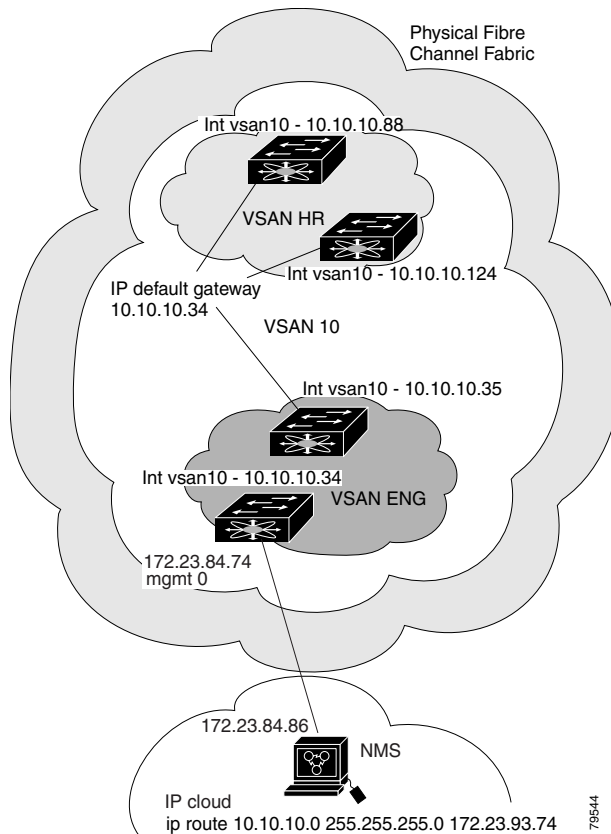 Physical Fibre
Channel Fabric
Int vsan10 - 10.10.10.88
VSAN HR
Int vsan10 - 10.10.10.124
IP default gateway
10.10.10.34
VSAN 10
Int vsan10 - 10.10.10.35
Int vsan10 - 10.10.10.34
VSAN ENG
172.23.84.74
mgmt 0
172.23.84.86
NMS
IP cloud
ip route 10.10.10.0 255.255.255.0 172.23.93.74
79544